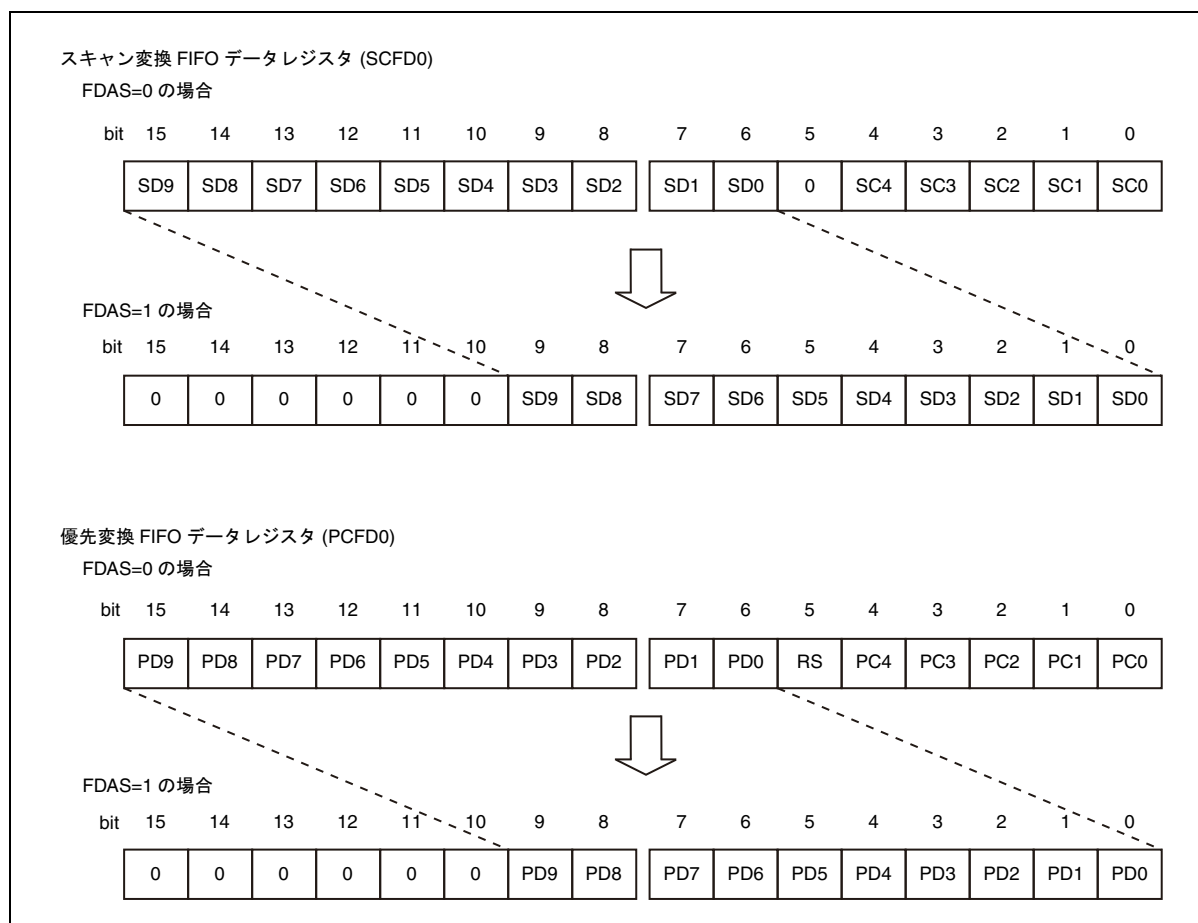 スキャン変換 FIFO データレジスタ (SCFD0)
FDAS=0 の場合
bit 15 14 13 12 11 10 9 8 7 6 5 4 3 2 1 0
SD9 SD8 SD7 SD6 SD5 SD4 SD3 SD2 SD1 SD0 0 SC4 SC3 SC2 SC1 SC0
FDAS=1 の場合
bit 15 14 13 12 11 10 9 8 7 6 5 4 3 2 1 0
0 0 0 0 0 0 SD9 SD8 SD7 SD6 SD5 SD4 SD3 SD2 SD1 SD0
優先変換 FIFO データレジスタ (PCFD0)
FDAS=0 の場合
bit 15 14 13 12 11 10 9 8 7 6 5 4 3 2 1 0
PD9 PD8 PD7 PD6 PD5 PD4 PD3 PD2 PD1 PD0 RS PC4 PC3 PC2 PC1 PC0
FDAS=1 の場合
bit 15 14 13 12 11 10 9 8 7 6 5 4 3 2 1 0
0 0 0 0 0 0 PD9 PD8 PD7 PD6 PD5 PD4 PD3 PD2 PD1 PD0